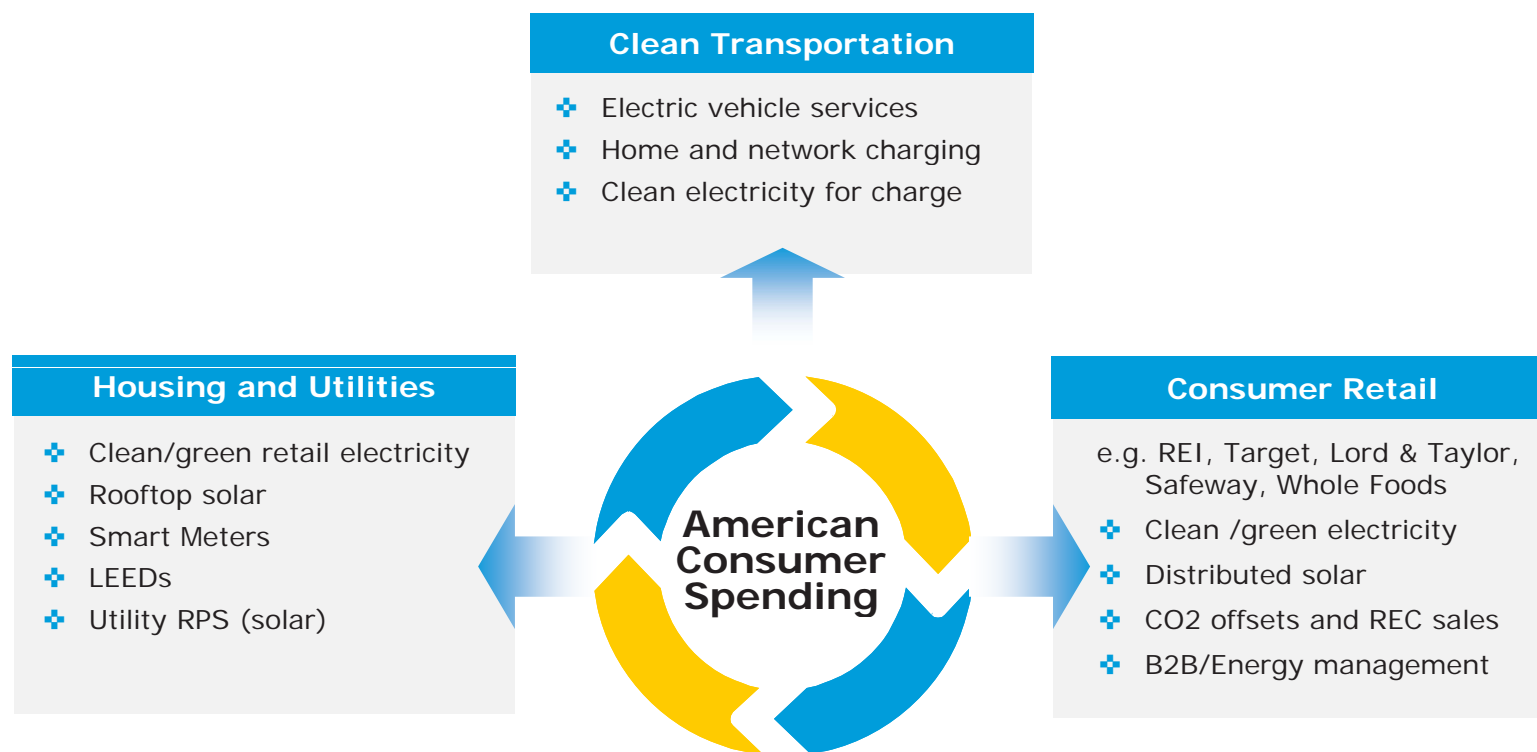 Clean Transportation
Electric vehicle services
Home and network charging
Clean electricity for charge
Housing and Utilities
Clean/green retail electricity
Rooftop solar
Smart Meters
LEEDs
Utility RPS (solar)
American
Consumer
Spending
Consumer Retail
e.g. REI, Target, Lord & Taylor,
Safeway, Whole Foods
Clean /green electricity
Distributed solar
CO2 offsets and REC sales
B2B/Energy management